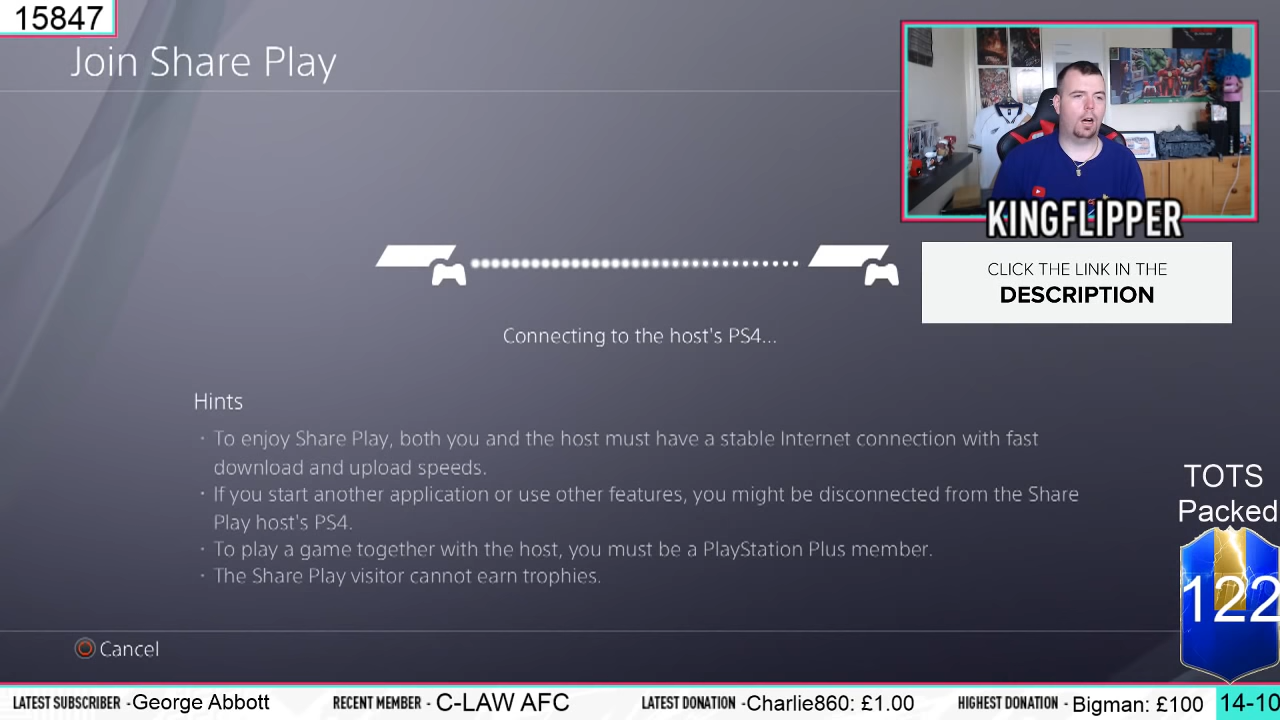 15847
Join Share Play
KINGFLIPPER
CLICK THE LINK IN THE
DESCRIPTION
Connecting to the host's PS4...
Hints
· To enjoy Share Play, both you and the host must have a stable Internet connection with fast
download and upload speeds.
· If you start another application or use other features, you might be disconnected from the Share
Play host's PS4.
· To play a game together with the host, you must be a PlayStation Plus member.
· The Share Play visitor cannot earn trophies.
TOTS
Packed
122
Cancel
LATEST SUBSCRIBER - George Abbott
RECENT MEMBER - C-LAW AFC
LATEST DONATION - Charlie860: £1.00
HIGHEST DONATION - Bigman: £100
14-10